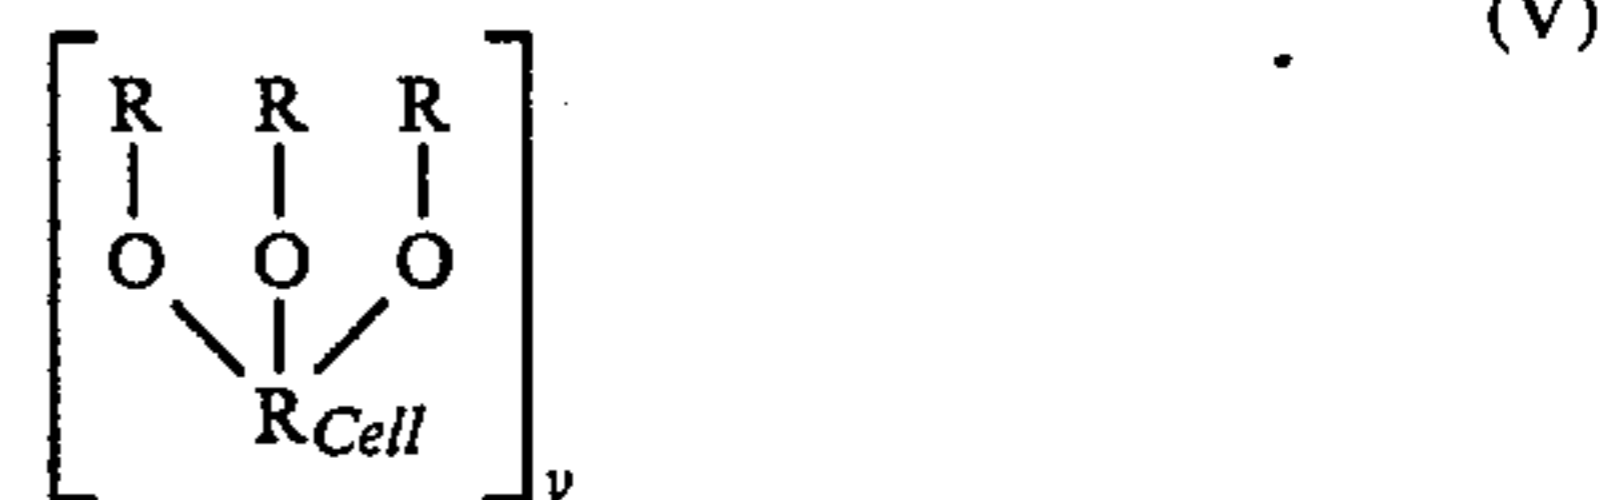 (V)
R R R
O O O
RCell
v